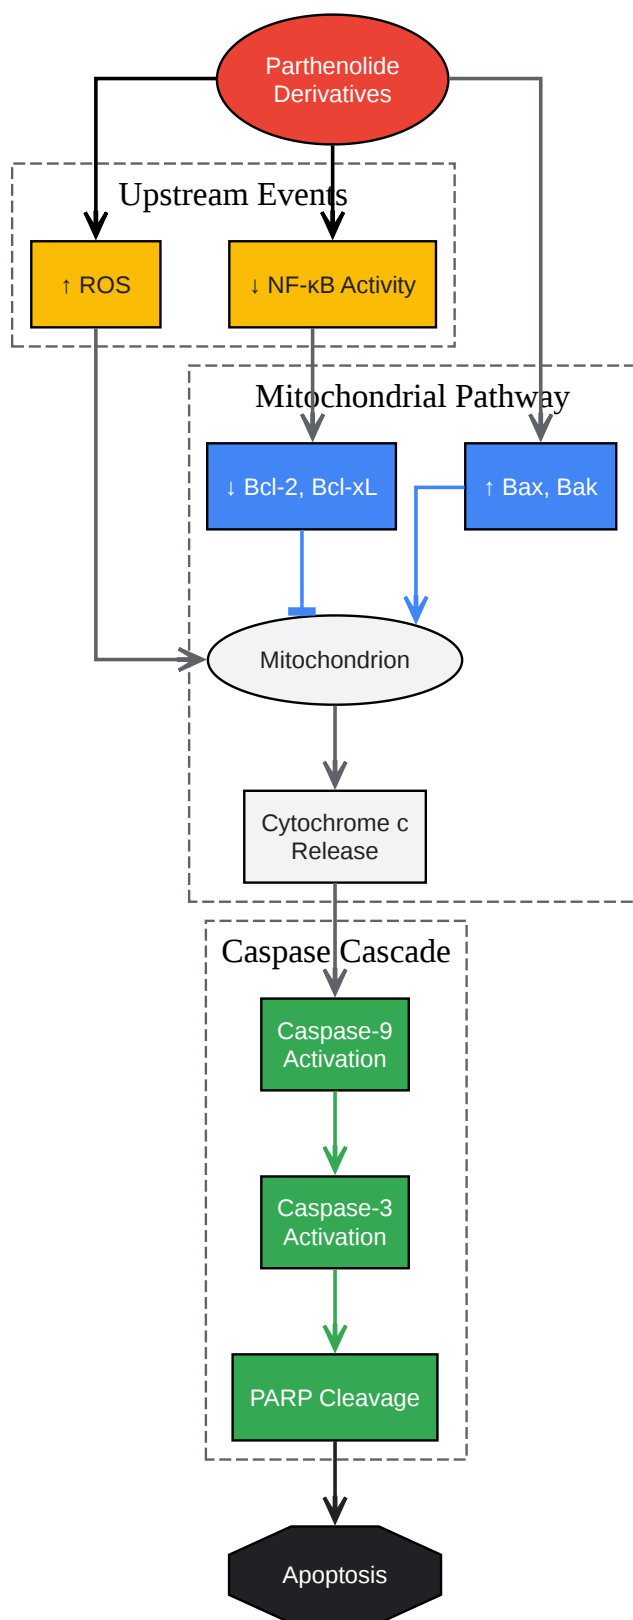 Parthenolide
Derivatives
Upstream Events
↑ ROS
↓ NF-κB Activity
Mitochondrial Pathway
↓ Bcl-2, Bcl-xL
↑ Bax, Bak
Mitochondrion
Cytochrome c
Release
Caspase Cascade
Caspase-9
Activation
Caspase-3
Activation
PARP Cleavage
Apoptosis